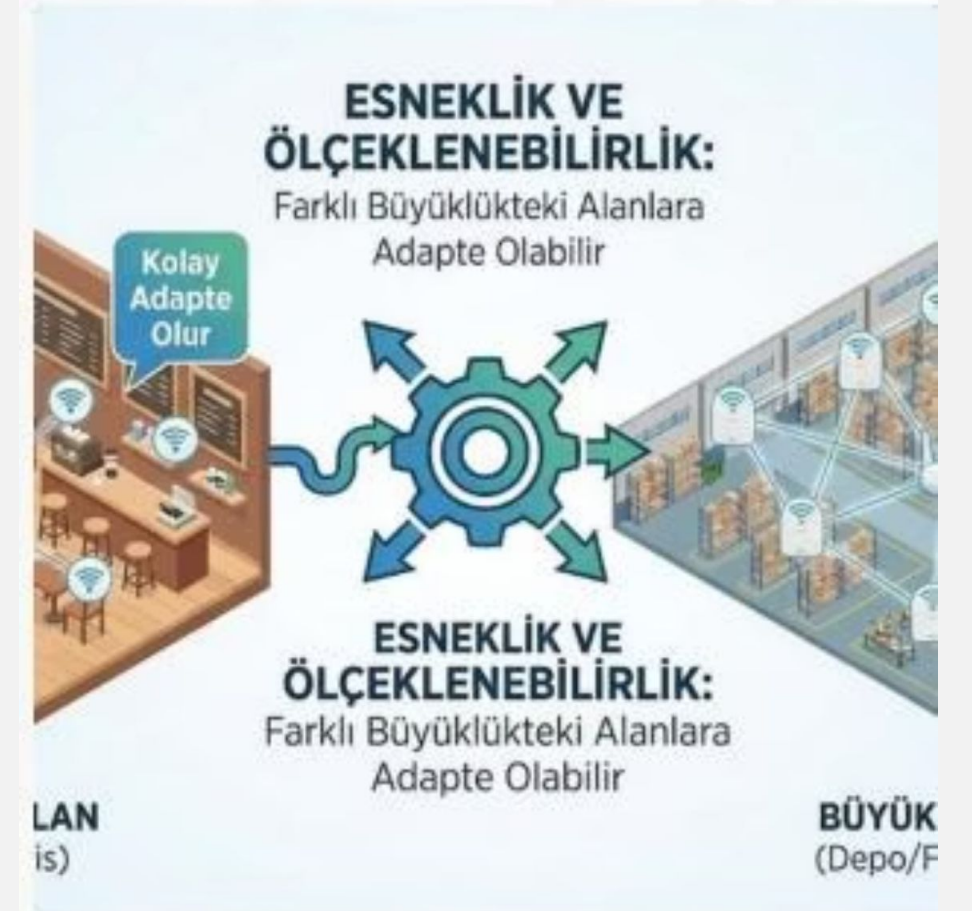 ESNEKLİK VE
ÖLÇEKLENEBİLİRLİK:
Farklı Büyüklükteki Alanlara
Adapte Olabilir
Kolay
Adapte
Olur
ESNEKLİK VE
ÖLÇEKLENEBİLİRLİK:
Farklı Büyüklükteki Alanlara
Adapte Olabilir
LAN
is)
BÜYÜK
(Depo/F